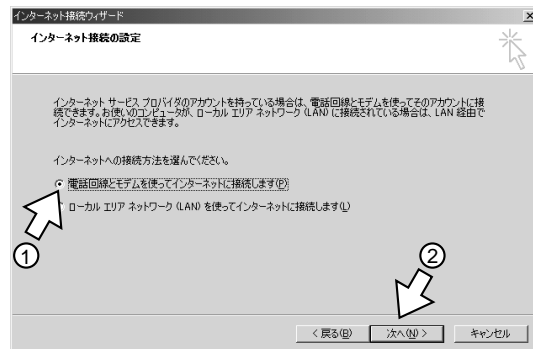 インターネット接続ウィザード
インターネット接続の設定
インターネット サービス プロバイダのアカウントを持っている場合は、電話回線とモデムを使ってそのアカウントに接
続できます。お使いのコンピュータが、ローカル エリア ネットワーク (LAN) に接続されている場合は、LAN 経由で
インターネットにアクセスできます。
インターネットへの接続方法を選んでください。
電話回線とモデムを使ってインターネットに接続します(P)
ローカル エリア ネットワーク (LAN) を使ってインターネットに接続します(L)
①
②
< 戻る(B) 次へ(N) > キャンセル